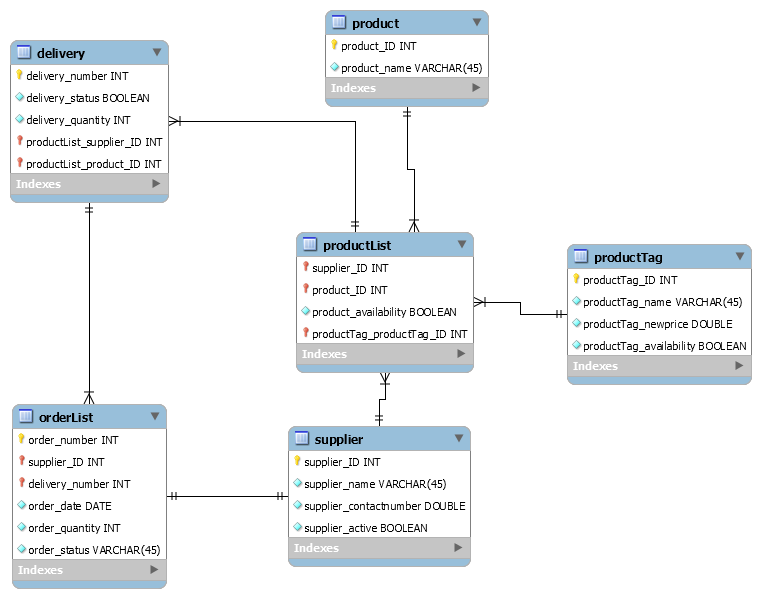 product
product_ID INT
product_name VARCHAR(45)
Indexes
delivery
delivery_number INT
delivery_status BOOLEAN
delivery_quantity INT
productList_supplier_ID INT
productList_product_ID INT
Indexes
productList
supplier_ID INT
product_ID INT
product_availability BOOLEAN
productTag_productTag_ID INT
Indexes
productTag
productTag_ID INT
productTag_name VARCHAR(45)
productTag_newprice DOUBLE
productTag_availability BOOLEAN
Indexes
orderList
order_number INT
supplier_ID INT
delivery_number INT
order_date DATE
order_quantity INT
order_status VARCHAR(45)
Indexes
supplier
supplier_ID INT
supplier_name VARCHAR(45)
supplier_contactnumber DOUBLE
supplier_active BOOLEAN
Indexes